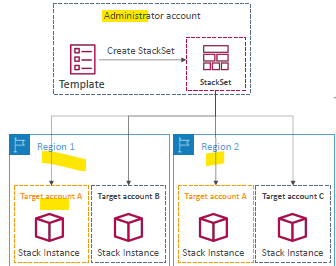 Administrator account
Create StackSet
Template
StackSet
Region 1
Region 2
Target account A
Target account B
Target account A
Target account C
Stack Instance
Stack Instance
Stack Instance
Stack Instance